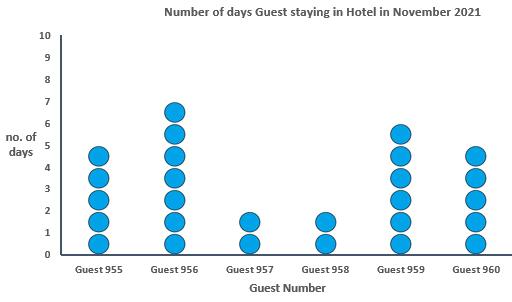 Number of days Guest staying in Hotel in November 2021
10
9
8
7
6
5
4
3
2
1
0
no. of
days
Guest 955 Guest 956 Guest 957 Guest 958 Guest 959 Guest 960
Guest Number